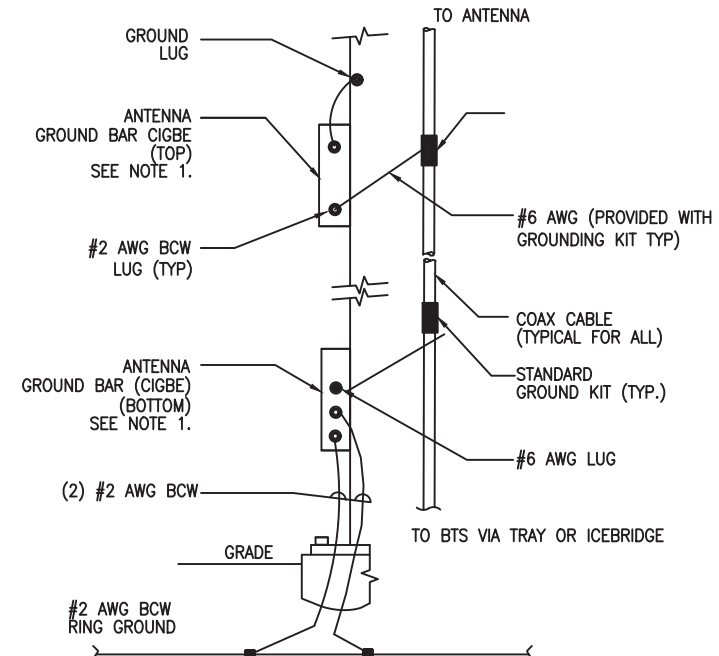 TO ANTENNA
GROUND
LUG
ANTENNA
GROUND BAR CIGBE
(TOP)
SEE NOTE 1.
#6 AWG (PROVIDED WITH
GROUNDING KIT TYP)
#2 AWG BCW
LUG (TYP)
COAX CABLE
(TYPICAL FOR ALL)
ANTENNA
GROUND BAR (CIGBE)
(BOTTOM)
SEE NOTE 1.
STANDARD
GROUND KIT (TYP.)
#6 AWG LUG
(2) #2 AWG BCW
TO BTS VIA TRAY OR ICEBRIDGE
GRADE
#2 AWG BCW
RING GROUND